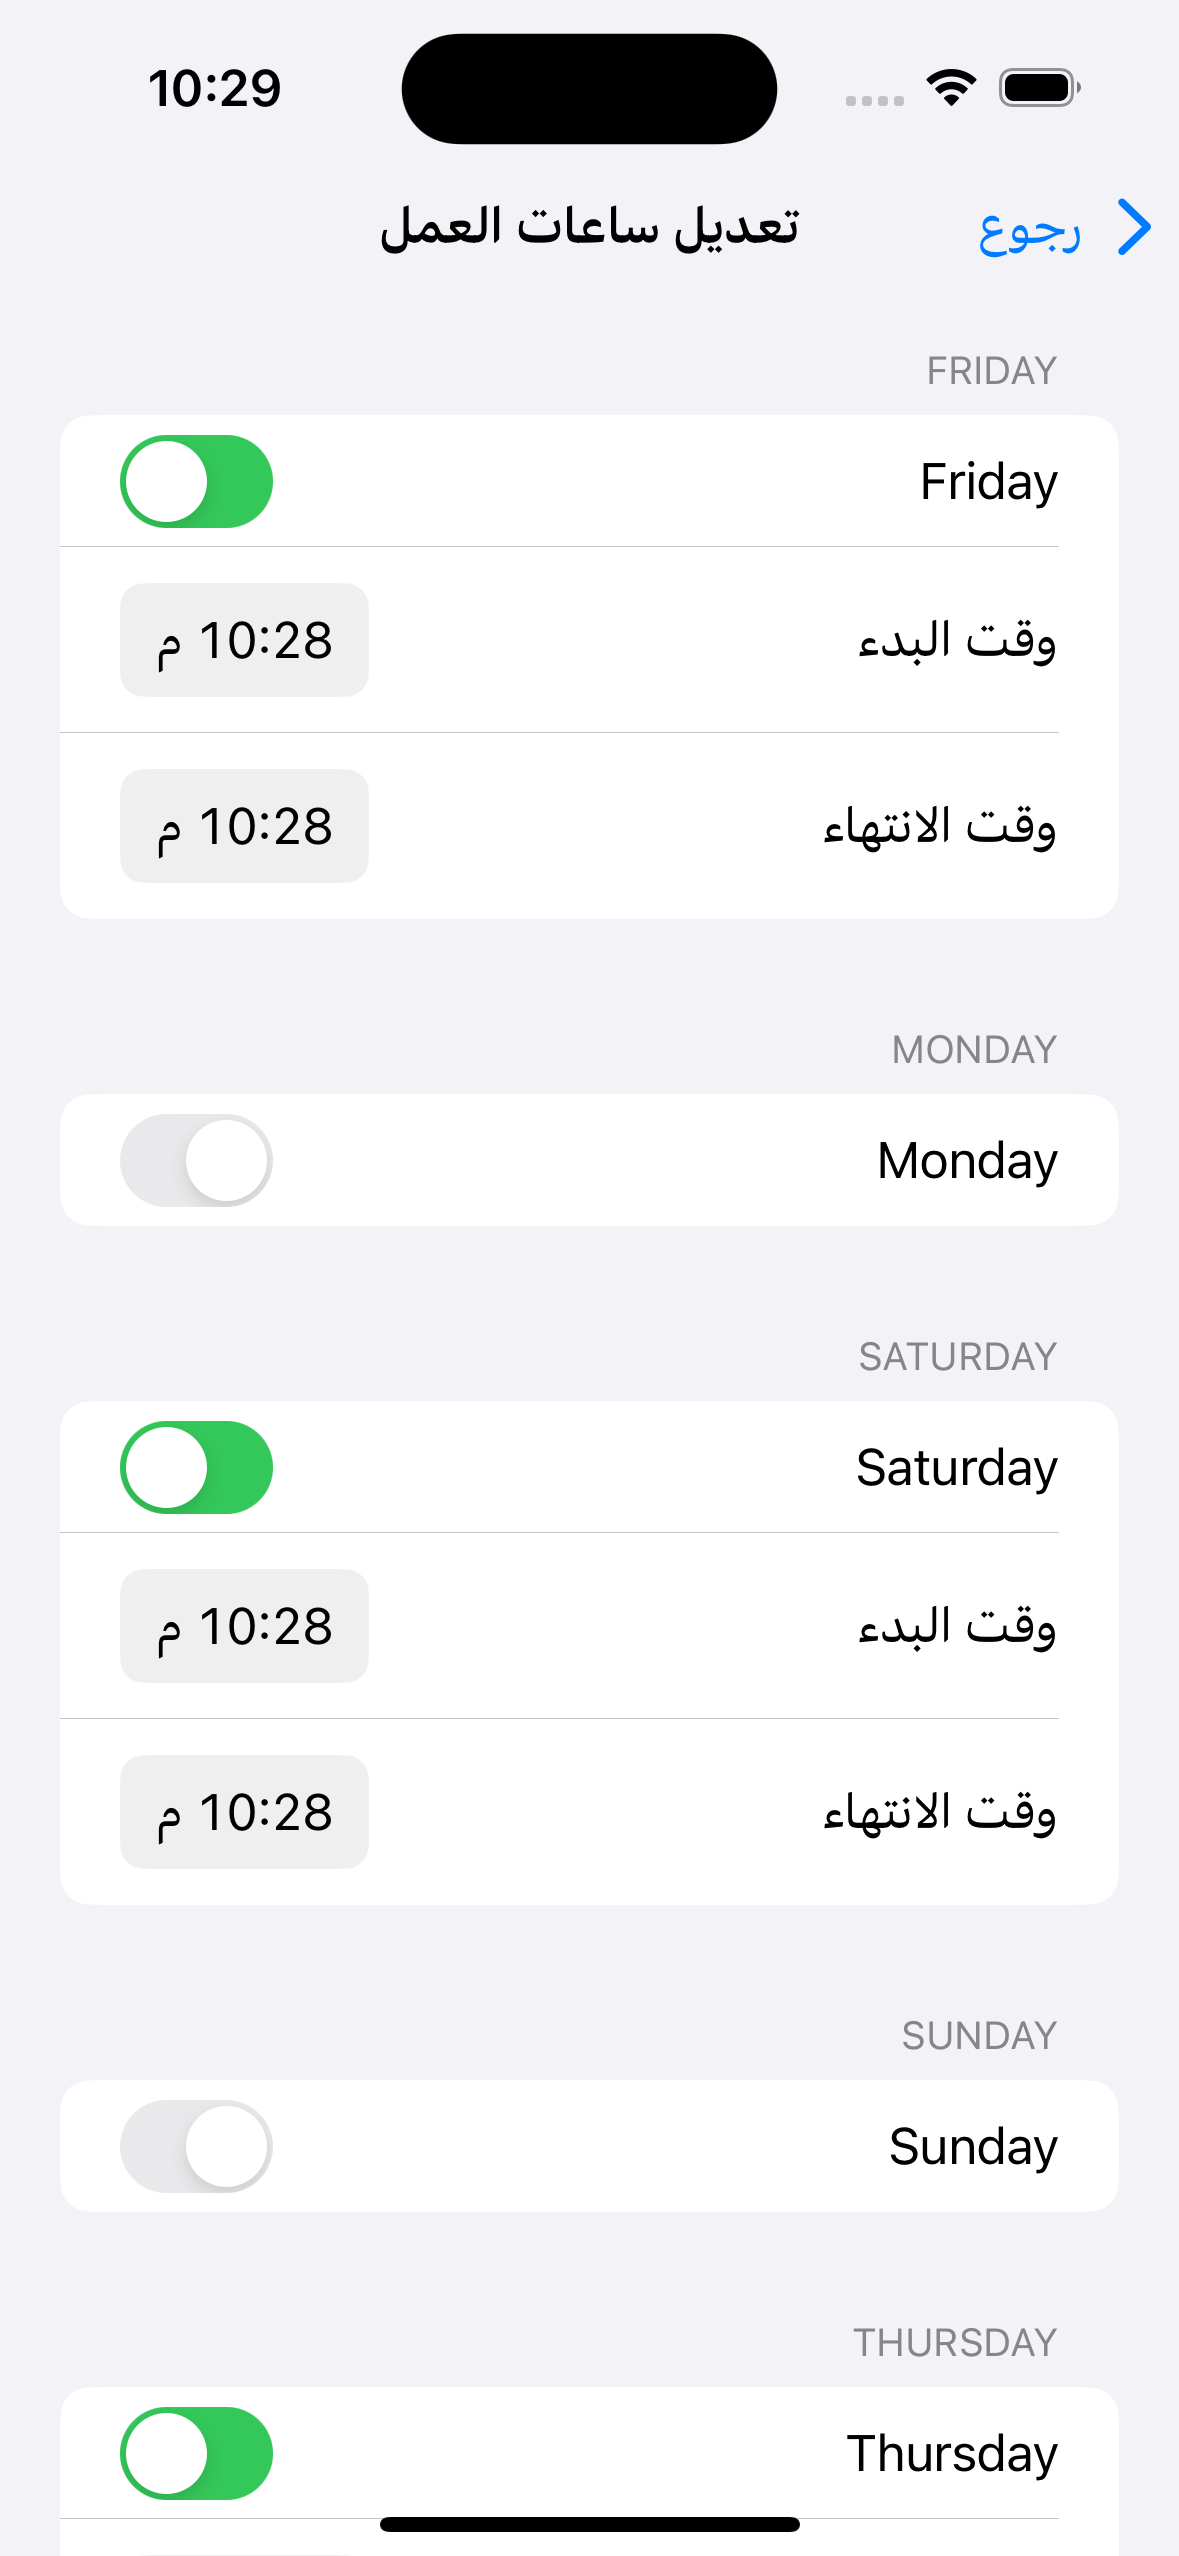 10:29
رجوع
تعديل ساعات العمل
FRIDAY
Friday
وقت البدء
10:28 م
وقت الانتهاء
10:28 م
MONDAY
Monday
SATURDAY
Saturday
وقت البدء
10:28 م
وقت الانتهاء
10:28 م
SUNDAY
Sunday
THURSDAY
Thursday